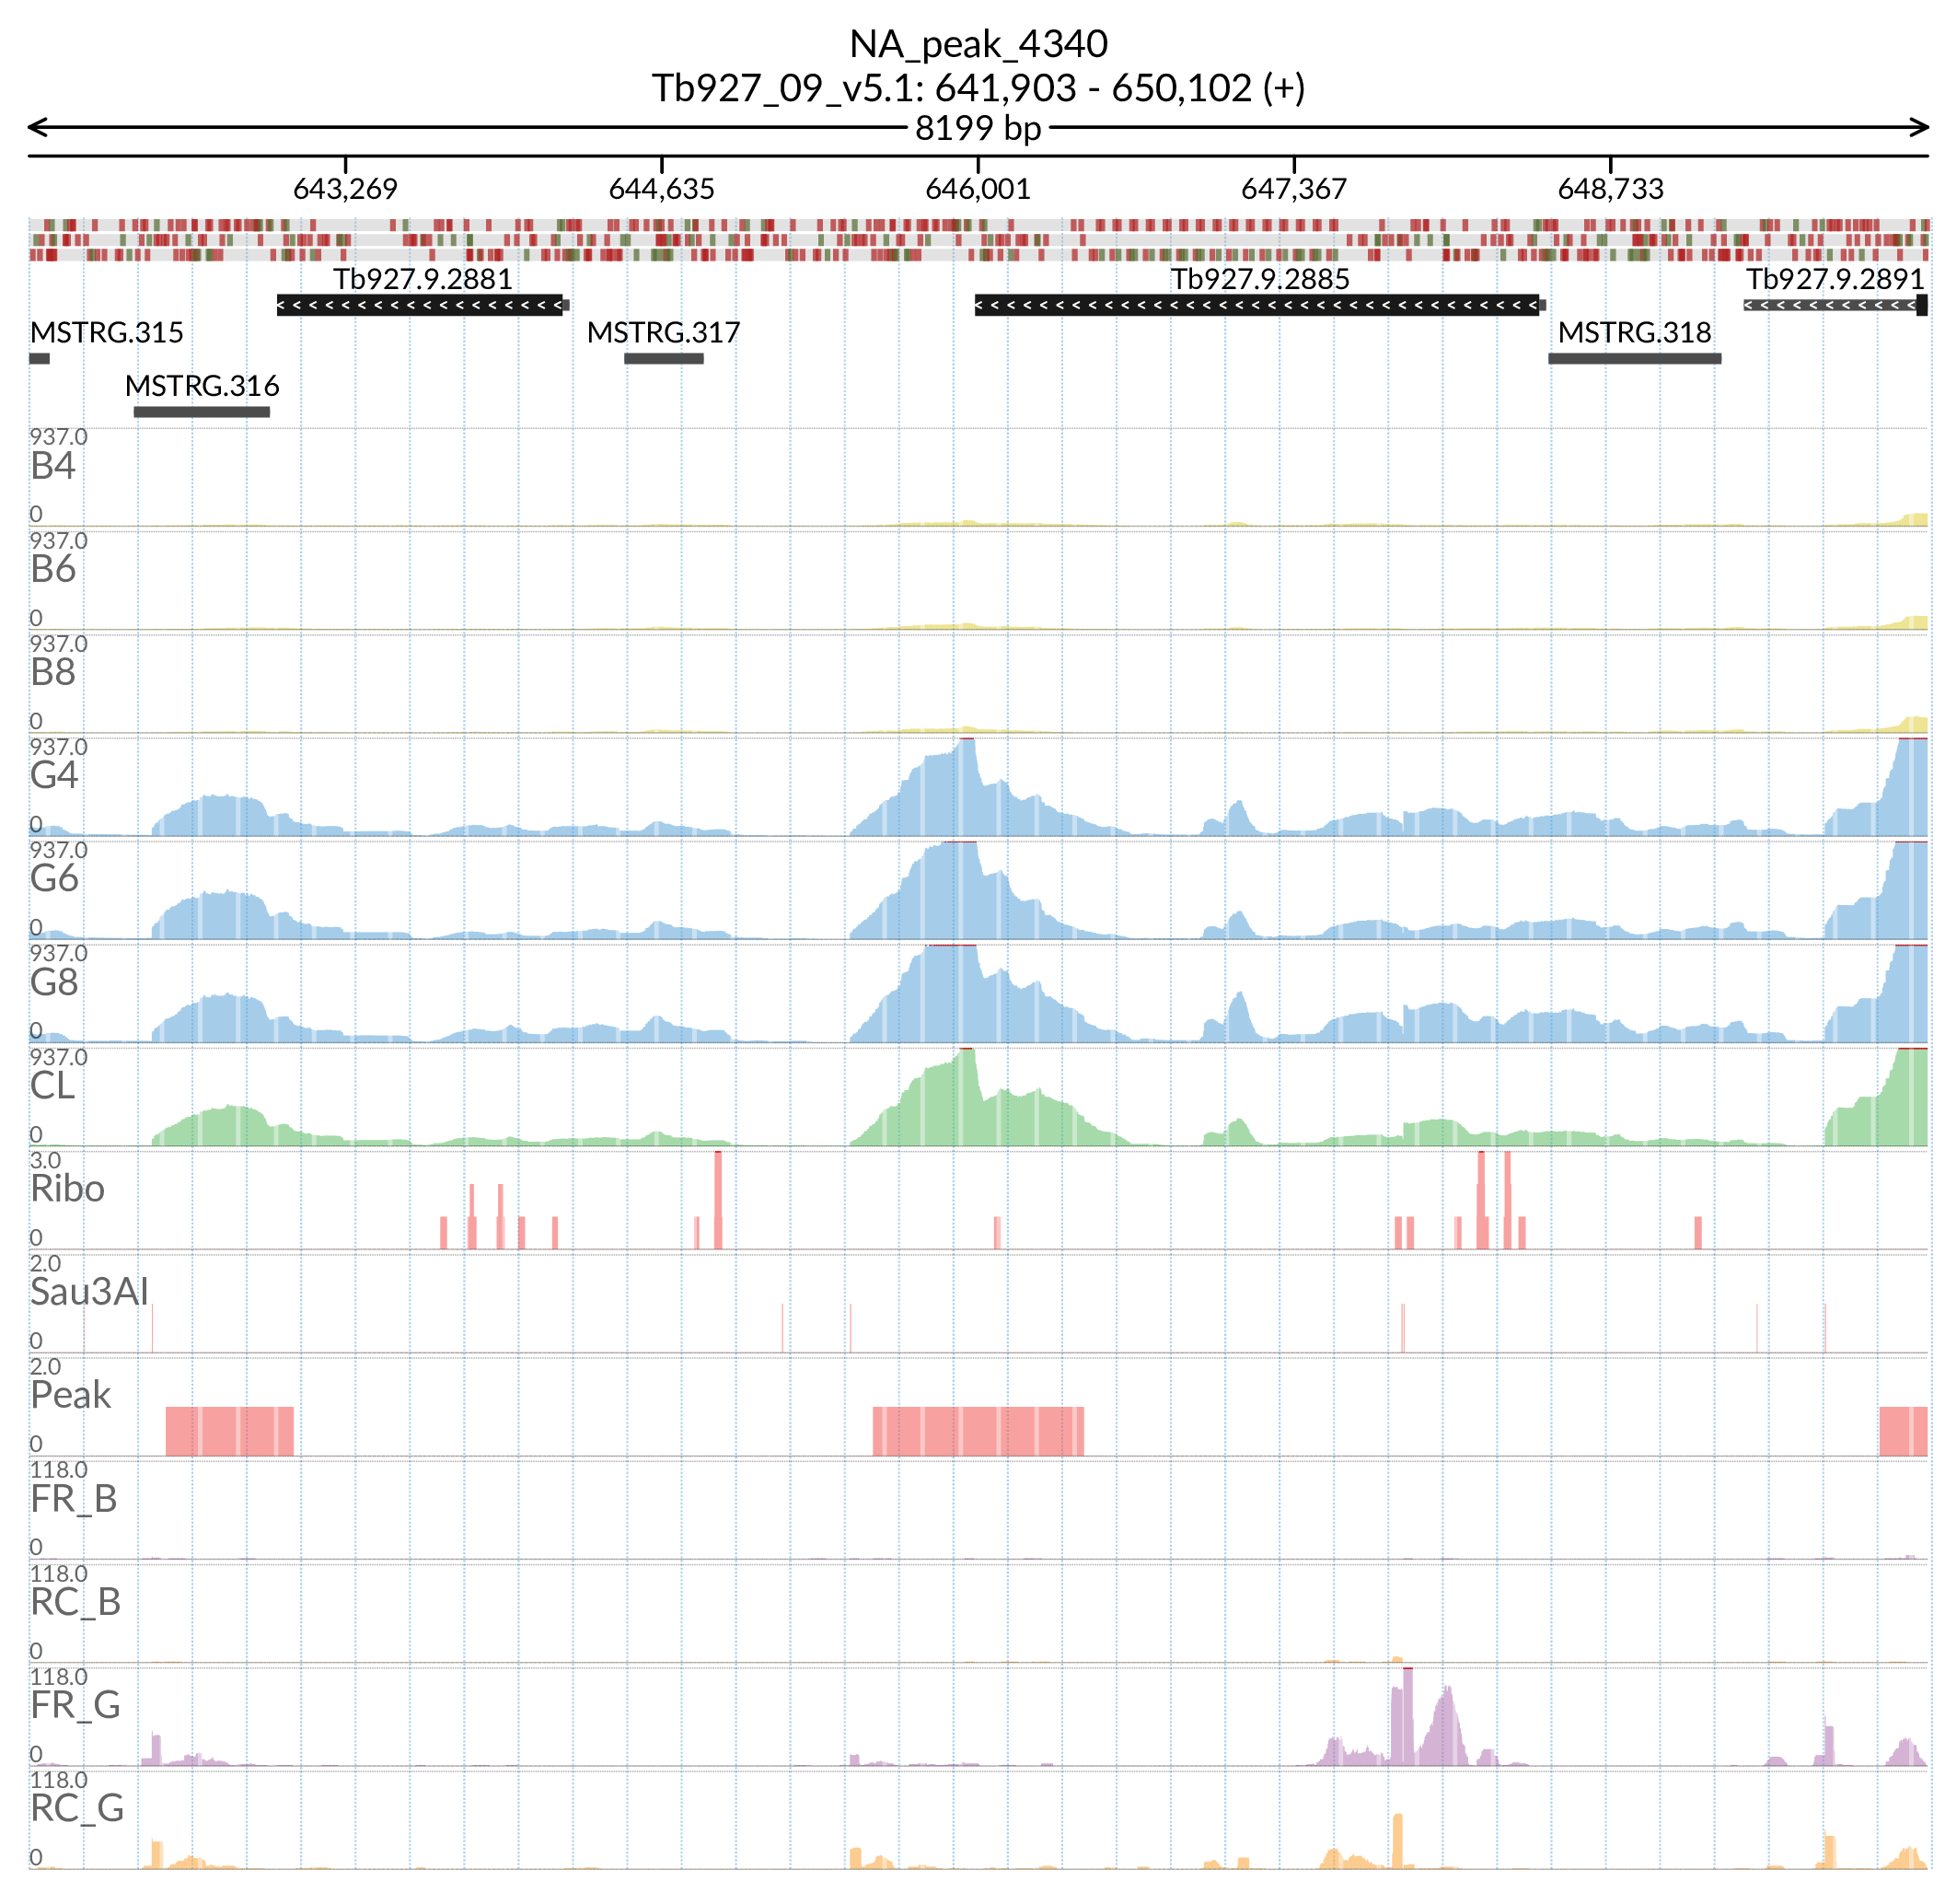 NA_peak_4340
Tb927_09_v5.1: 641,903 - 650,102 (+)
8199 bp
643,269 644,635 646,001 647,367 648,733
Tb927.9.2881 Tb927.9.2885 Tb927.9.2891
MSTRG.315 MSTRG.317 MSTRG.318
MSTRG.316
937.0
B4
0
937.0
B6
0
937.0
B8
0
937.0
G4
0
937.0
G6
0
937.0
G8
0
937.0
CL
0
3.0
Ribo
0
2.0
Sau3AI
0
2.0
Peak
0
118.0
FR_B
0
118.0
RC_B
0
118.0
FR_G
0
118.0
RC_G
0